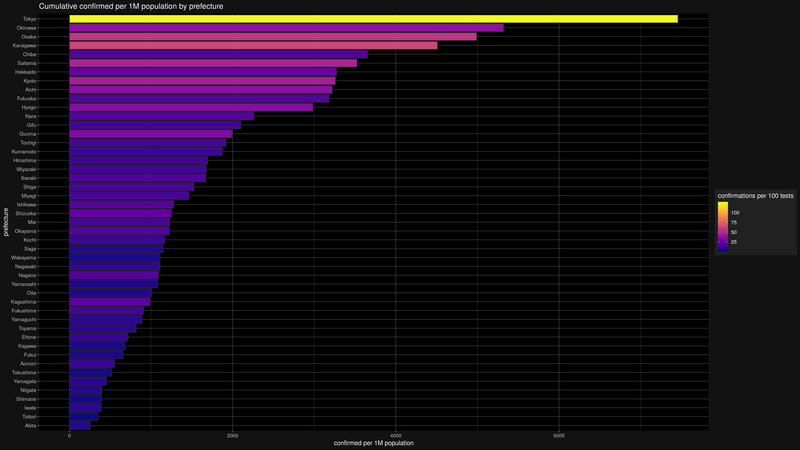 Cumulative confirmed per 1M population by prefecture
prefecture
Tokyo
Okinawa
Osaka
Kanagawa
Chiba
Saitama
Hokkaido
Kyoto
Aichi
Fukuoka
Hyogo
Nara
Gifu
Gunma
Tochigi
Kumamoto
Hiroshima
Miyazaki
Ibaraki
Shiga
Miyagi
Ishikawa
Shizuoka
Mie
Okayama
Kochi
Saga
Wakayama
Nagasaki
Nagano
Yamanashi
Oita
Kagoshima
Fukushima
Yamaguchi
Toyama
Ehime
Kagawa
Fukui
Aomori
Tokushima
Yamagata
Niigata
Shimane
Iwate
Tottori
Akita
0 2000 4000 6000
confirmed per 1M population
confirmations per 100 tests
100
75
50
25